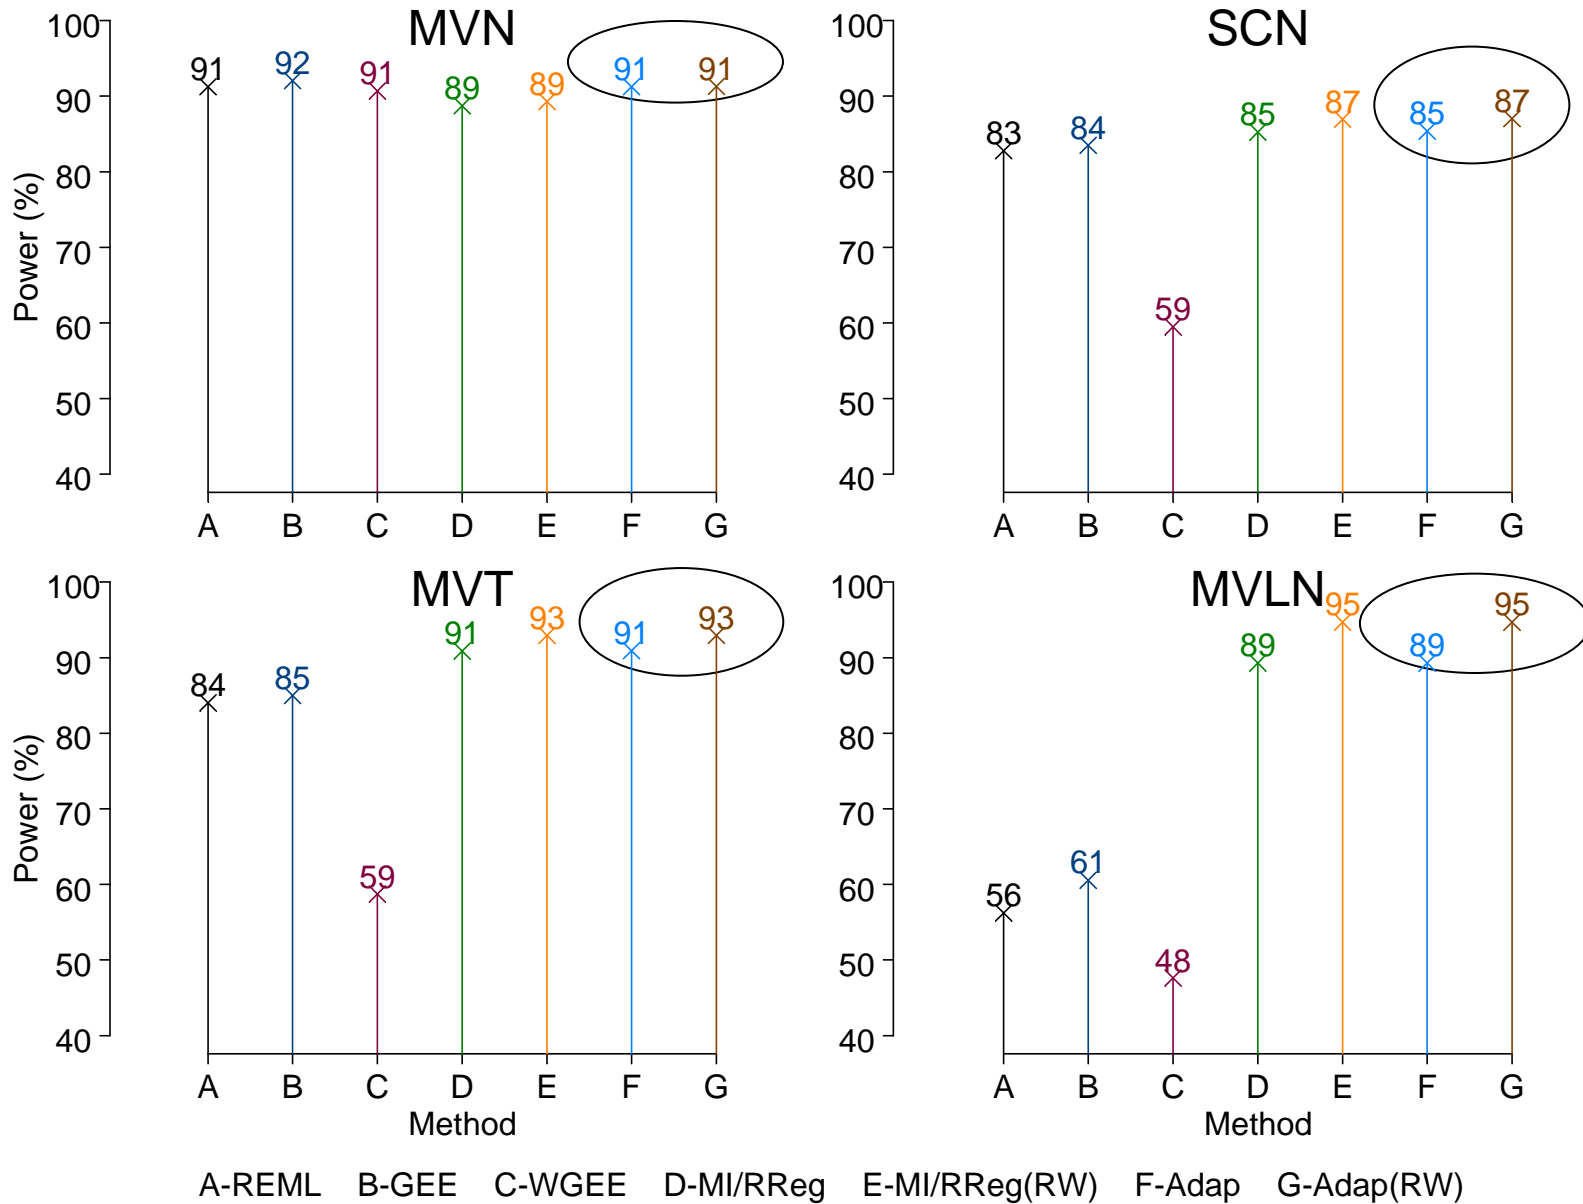 MVN
Power (%)
100
90
80
70
60
50
40
91 92 91 89 89 91 91
A B C D E F G
SCN
100
90
80
70
60
50
40
83 84 59 85 87 85 87
A B C D E F G
MVT
Power (%)
100
90
80
70
60
50
40
84 85 59 91 93 91 93
A B C D E F G
Method
MVLN
100
90
80
70
60
50
40
56 61 48 89 95 89 95
A B C D E F G
Method
A-REML B-GEE C-WGEE D-MI/RReg E-MI/RReg(RW) F-Adap G-Adap(RW)